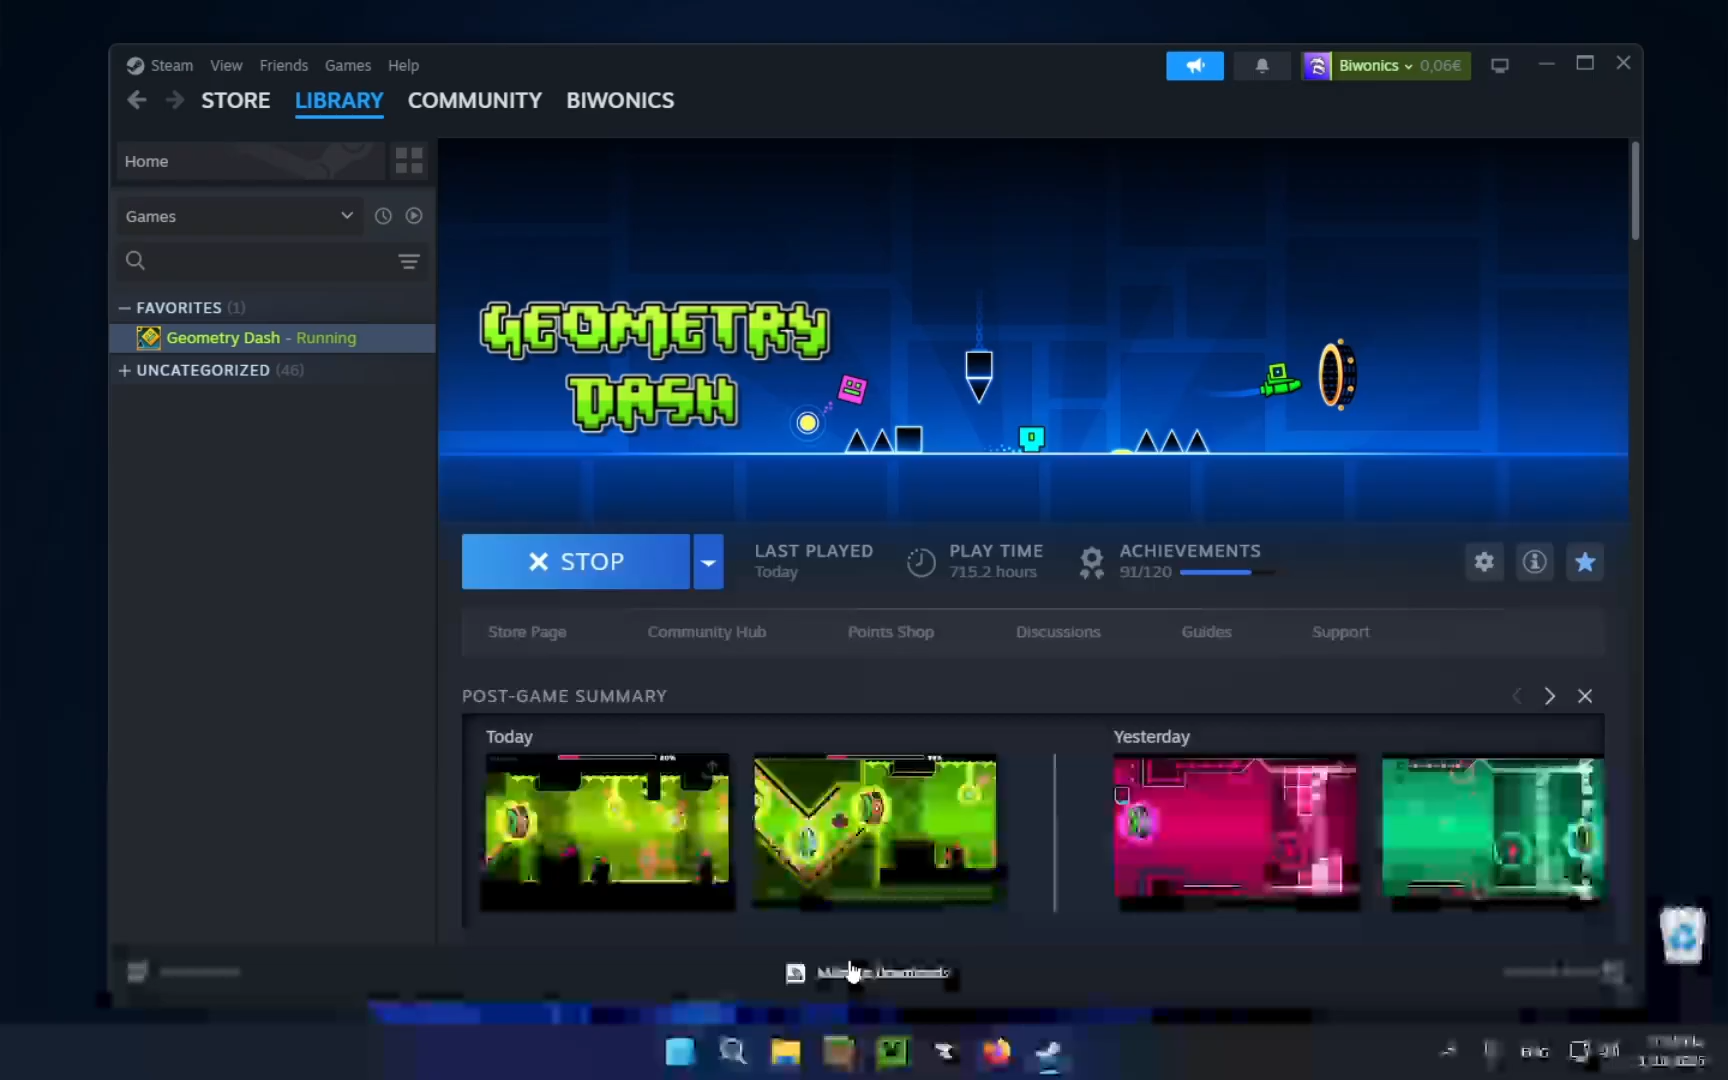 Steam View Friends Games Help
Biwonics 0,06€
STORE LIBRARY COMMUNITY BIWONICS
Home
Games
FAVORITES (1)
Geometry Dash - Running
UNCATEGORIZED (46)
GEOMETRY
DASH
STOP
LAST PLAYED
Today
PLAY TIME
715.2 hours
ACHIEVEMENTS
91/120
Store Page Community Hub Points Shop Discussions Guides Support
POST-GAME SUMMARY
Today
Yesterday
ENG